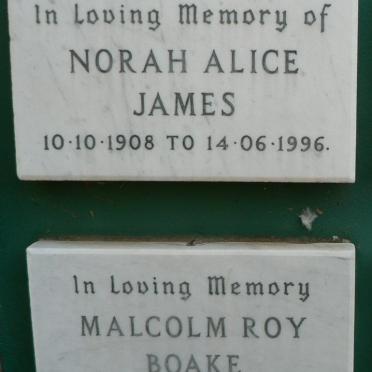 In Loving Memory of
NORAH ALICE
JAMES
10·10·1908 TO 14·06·1996.
In Loving Memory
MALCOLM ROY
BOAKE